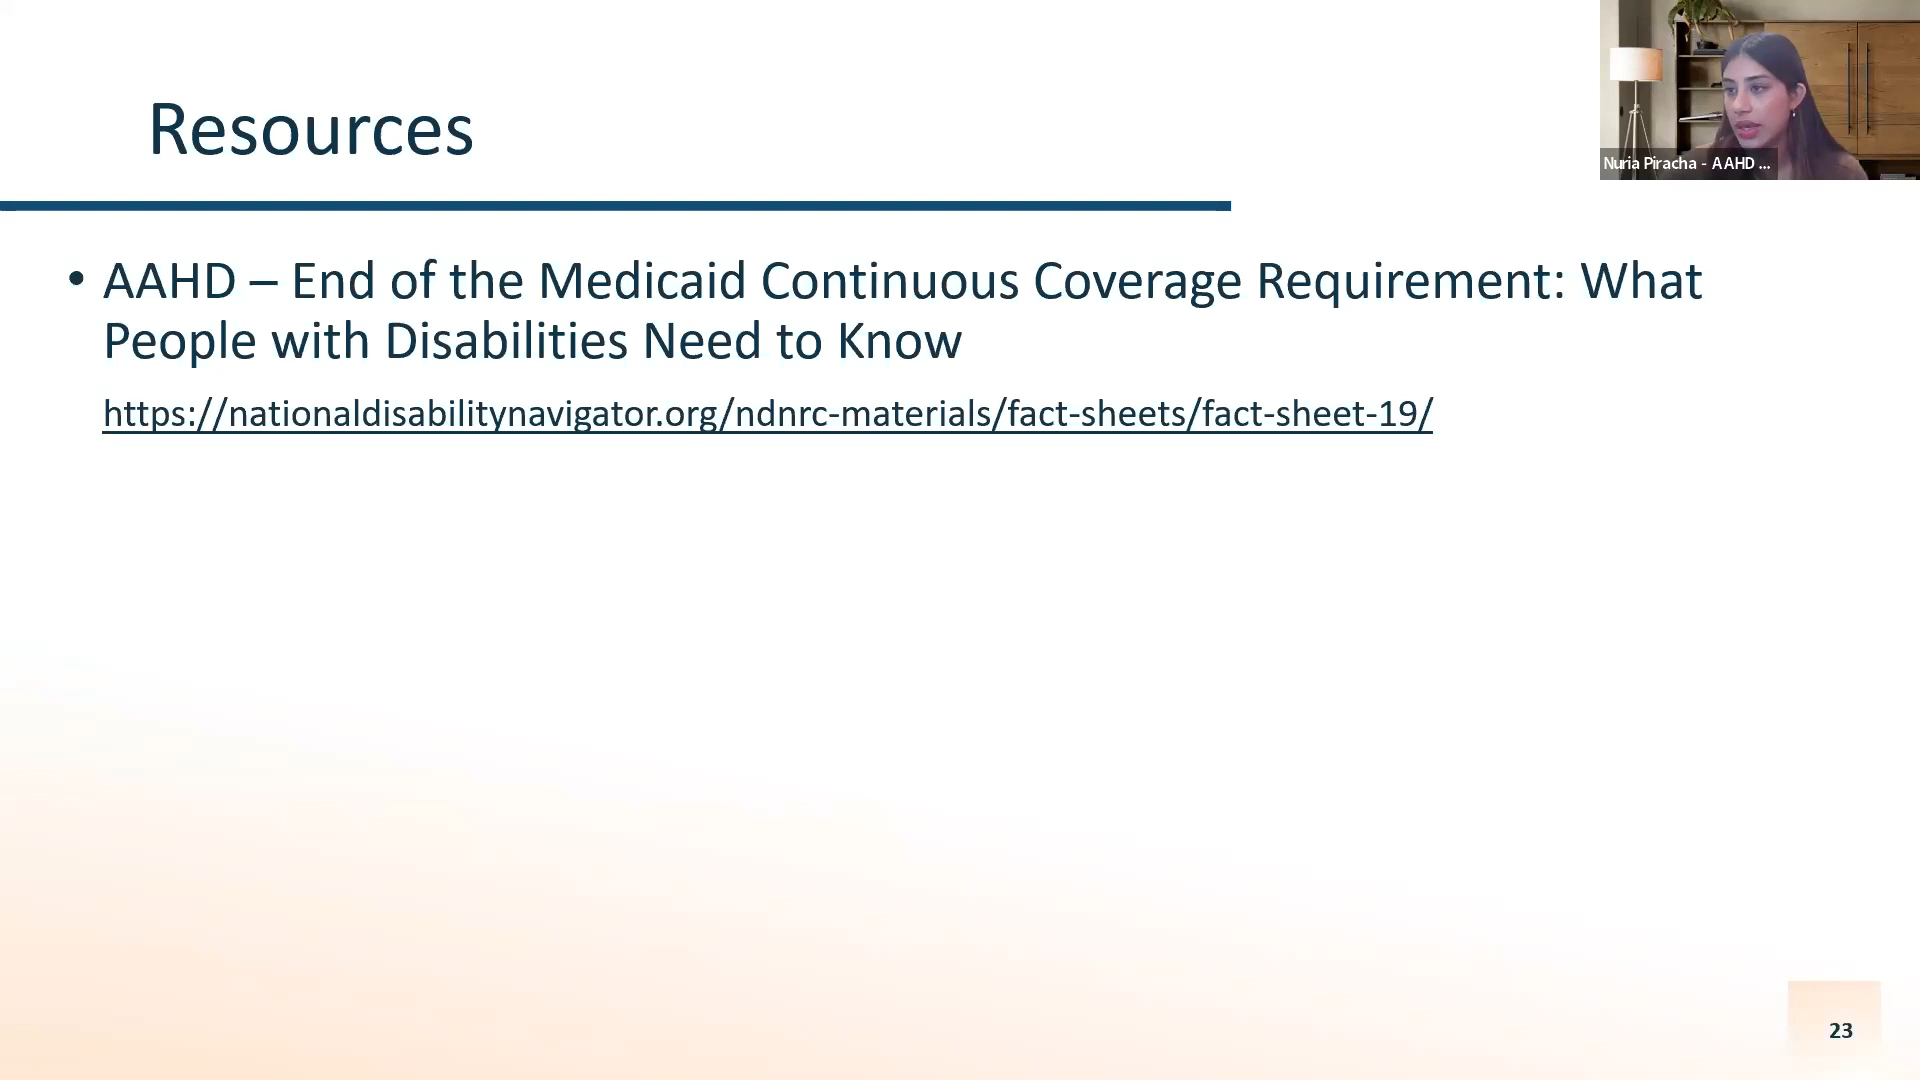 Resources
Nuria Piracha - AAHD ...
• AAHD – End of the Medicaid Continuous Coverage Requirement: What
People with Disabilities Need to Know
https://nationaldisabilitynavigator.org/ndnrc-materials/fact-sheets/fact-sheet-19/
23